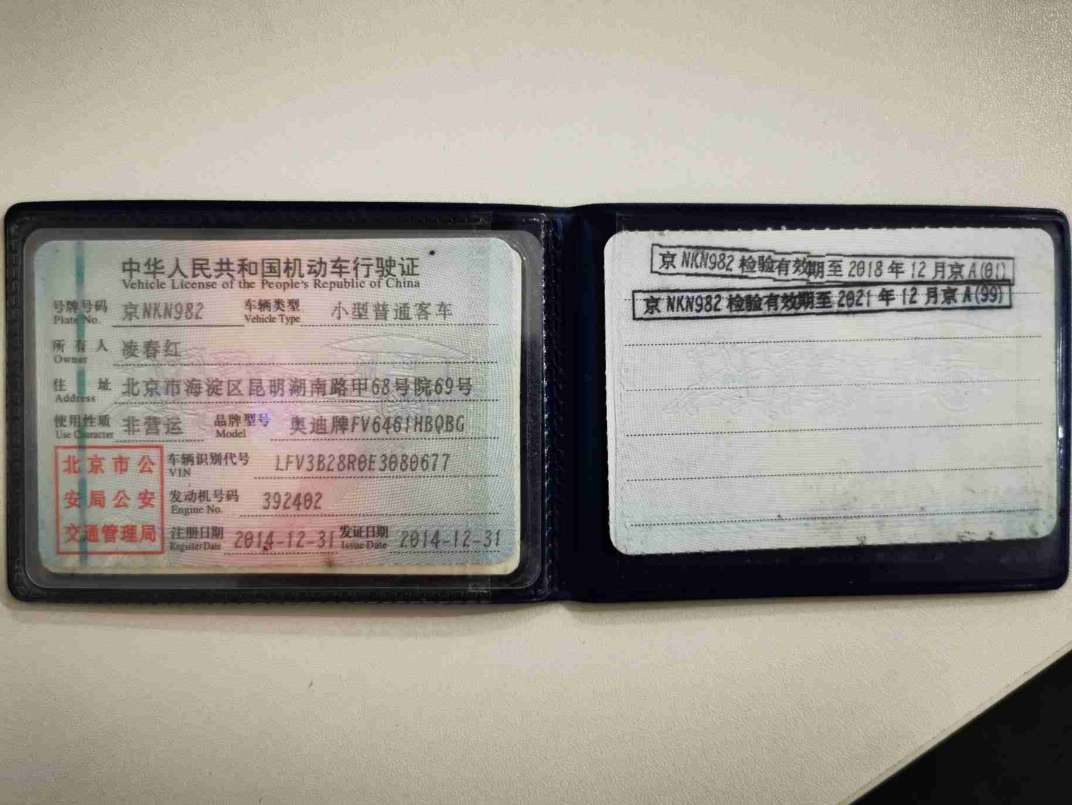 中华人民共和国机动车行驶证
Vehicle License of the People's Republic of China
号牌号码 京NKN982 车辆类型 小型普通客车
Plate No. Vehicle Type
所有人 凌春红
Owner
住址 北京市海淀区昆明湖南路甲68号院69号
Address
使用性质 非营运 品牌型号 奥迪牌FV6461HBQBG
Use Character Model
北京市公
安局公安
交通管理局
车辆识别代号 LFV3B28R0E3080677
VIN
发动机号码 392402
Engine No.
注册日期 2014-12-31 发证日期 2014-12-31
Register Date Issue Date
京NKN982检验有效期至2018年12月京A(01)
京NKN982检验有效期至2021年12月京A(99)